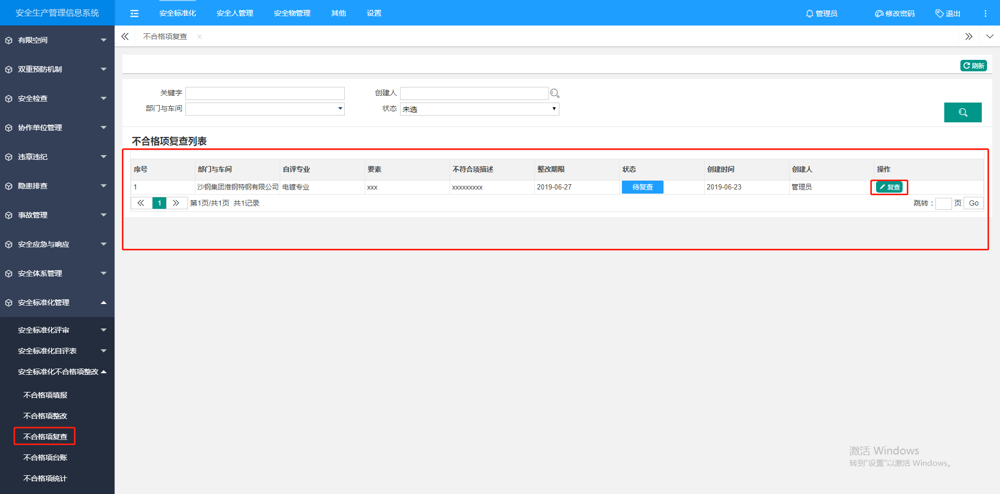 安全生产管理信息系统
安全标准化 安全人管理 安全物管理 其他 设置
管理员 修改密码 退出
不合格项复查
有限空间
双重预防机制
安全检查
协作单位管理
违章违纪
隐患排查
事故管理
安全应急与响应
安全体系管理
安全标准化管理
安全标准化评审
安全标准化自评表
安全标准化不合格项整改
不合格项填报
不合格项整改
不合格项复查
不合格项台账
不合格项统计
刷新
关键字 创建人
部门与车间 状态 未选
不合格项复查列表
序号 部门与车间 自评专业 要素 不符合项描述 整改期限 状态 创建时间 创建人 操作
1 沙钢集团淮钢特钢有限公司 电镀专业 xxx xxxxxxxxx 2019-06-27 待复查 2019-06-23 管理员 复查
1 第1页/共1页 共1记录 跳转： 页 Go
激活 Windows
转到"设置"以激活 Windows。